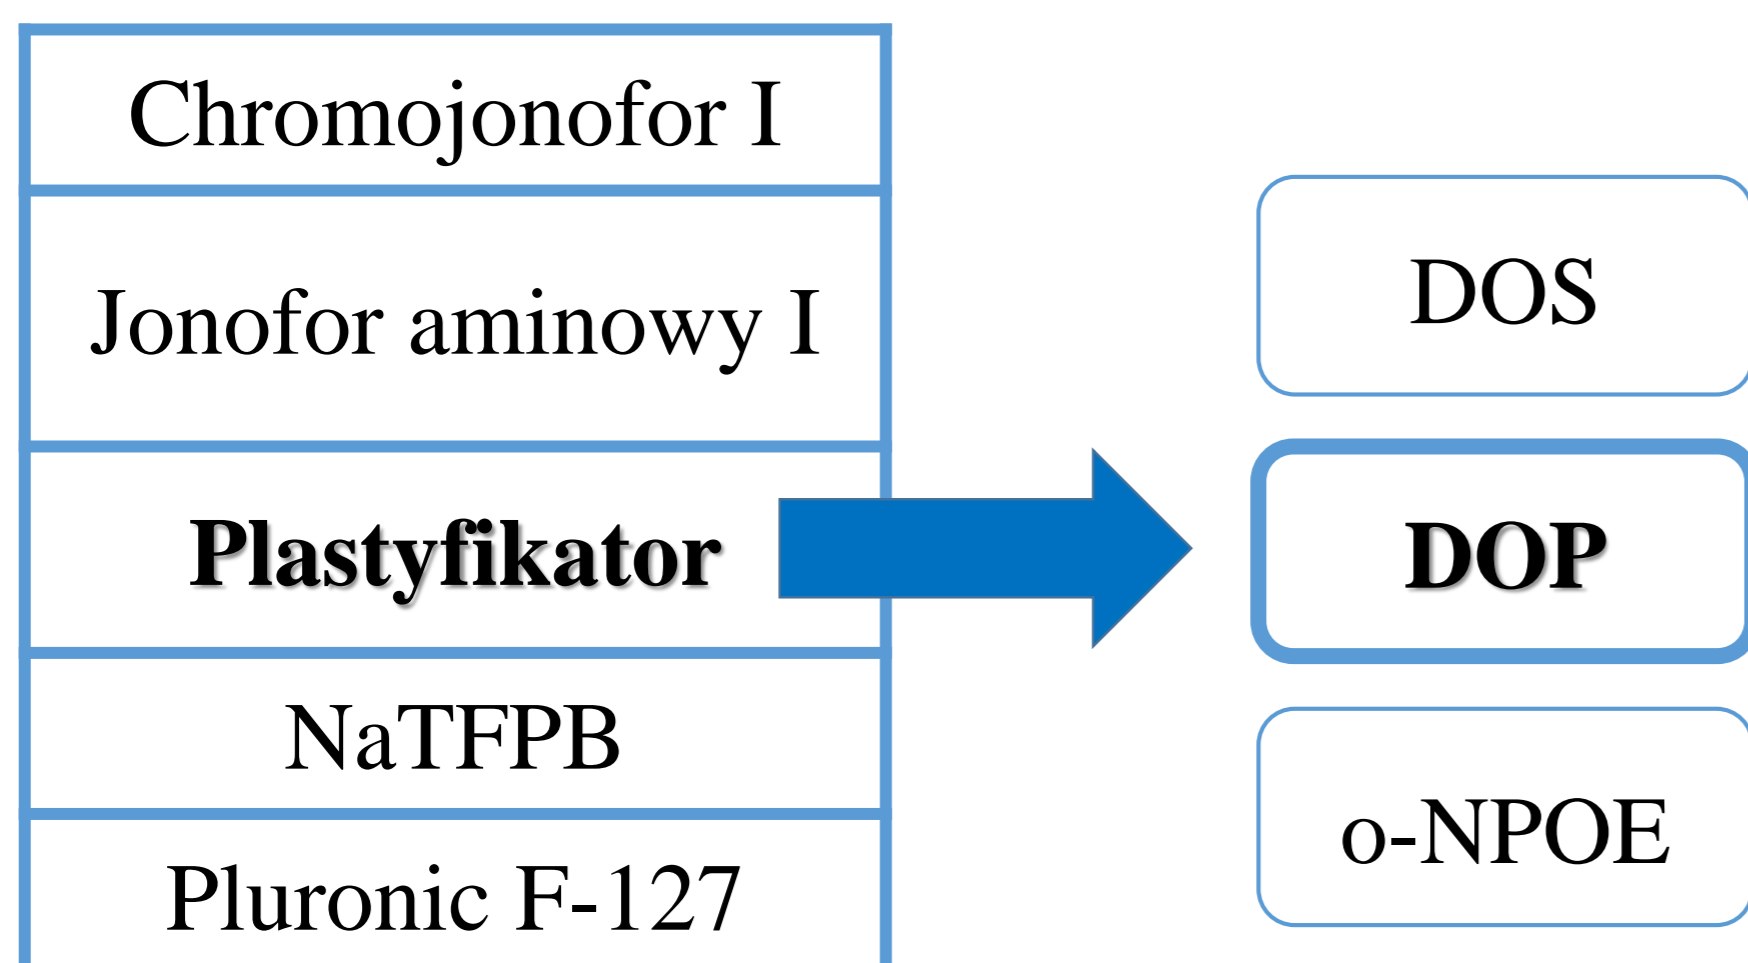 Chromojonofor I
Jonofor aminowy I
Plastyfikator
NaTFPB
Pluronic F-127
DOS
DOP
o-NPOE